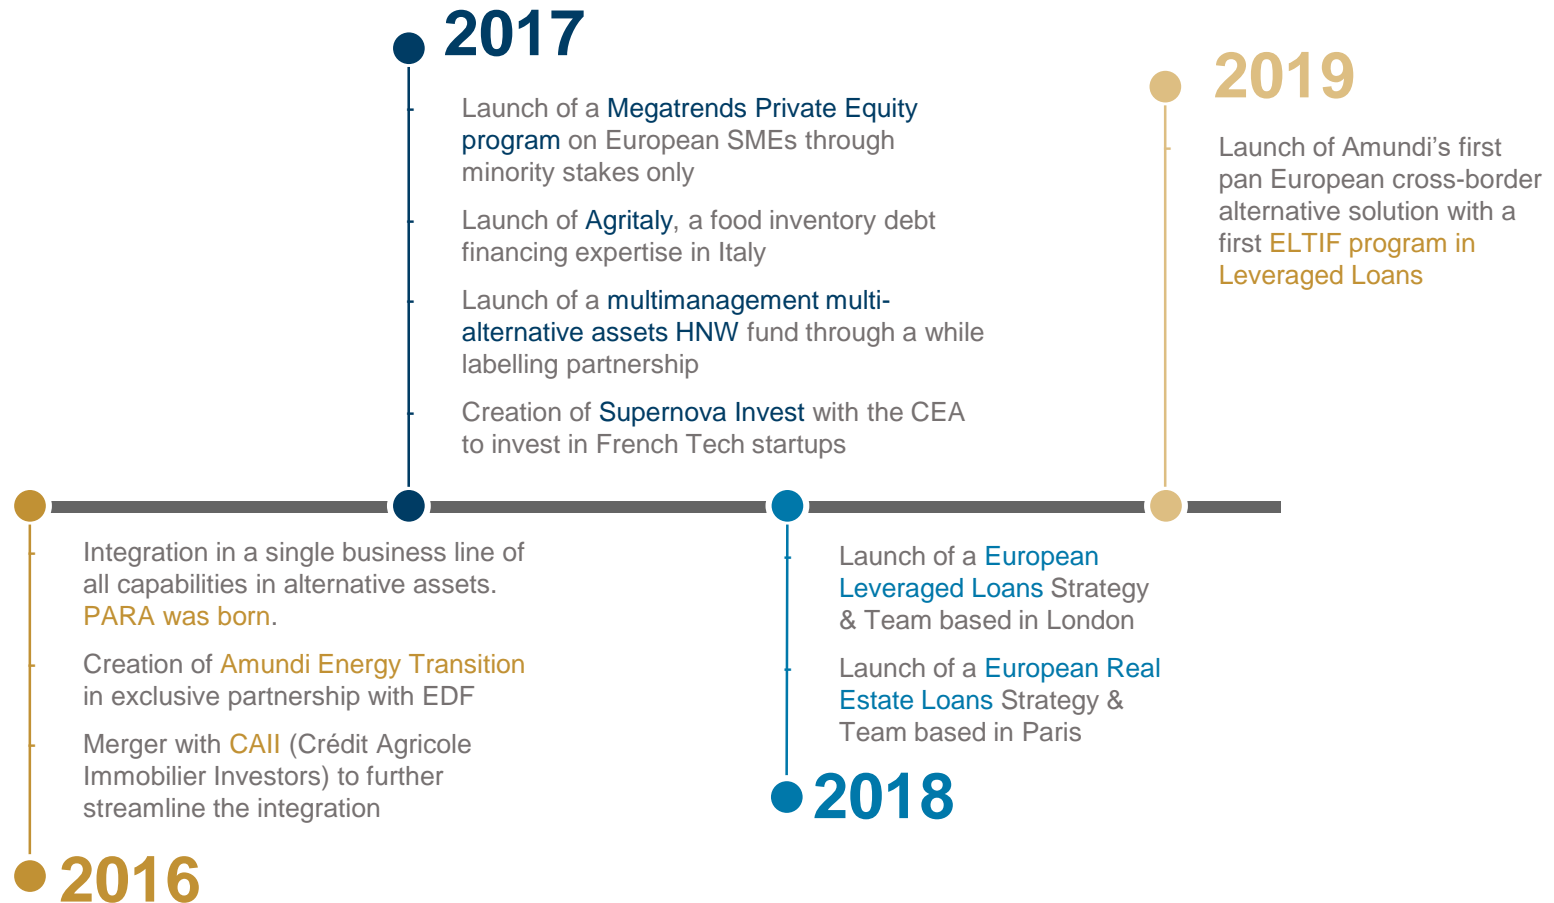 2017
Launch of a Megatrends Private Equity
program on European SMEs through
minority stakes only
Launch of Agritaly, a food inventory debt
financing expertise in Italy
Launch of a multimanagement multi-
alternative assets HNW fund through a while
labelling partnership
Creation of Supernova Invest with the CEA
to invest in French Tech startups
2019
Launch of Amundi’s first
pan European cross-border
alternative solution with a
first ELTIF program in
Leveraged Loans
Integration in a single business line of
all capabilities in alternative assets.
PARA was born.
Creation of Amundi Energy Transition
in exclusive partnership with EDF
Merger with CAII (Crédit Agricole
Immobilier Investors) to further
streamline the integration
2016
Launch of a European
Leveraged Loans Strategy
& Team based in London
Launch of a European Real
Estate Loans Strategy &
Team based in Paris
2018